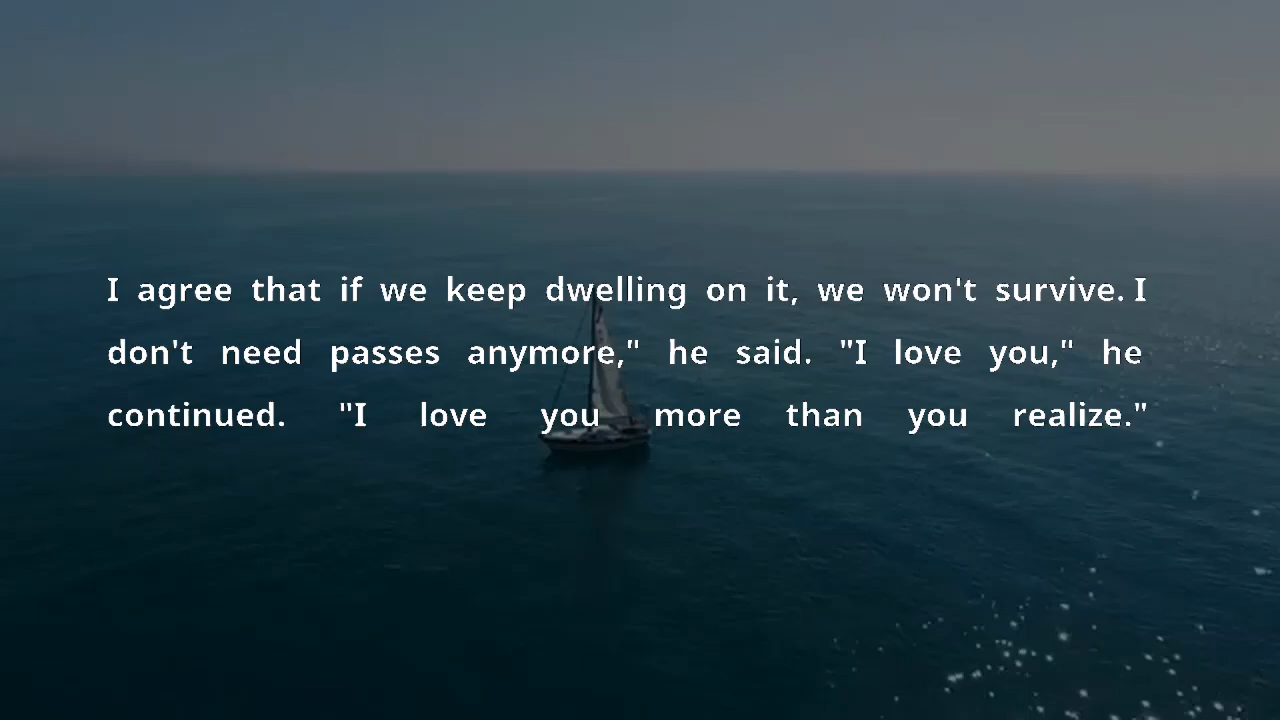 I agree that if we keep dwelling on it, we won't survive. I
don't need passes anymore," he said. "I love you," he
continued. "I love you more than you realize."